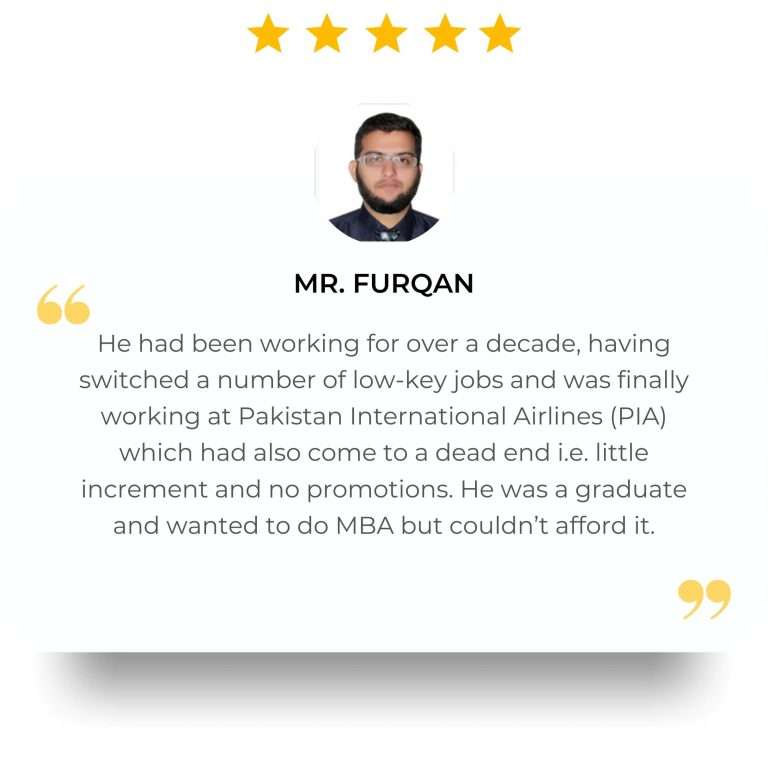 MR. FURQAN
“
He had been working for over a decade, having
switched a number of low-key jobs and was finally
working at Pakistan International Airlines (PIA)
which had also come to a dead end i.e. little
increment and no promotions. He was a graduate
and wanted to do MBA but couldn’t afford it.
”